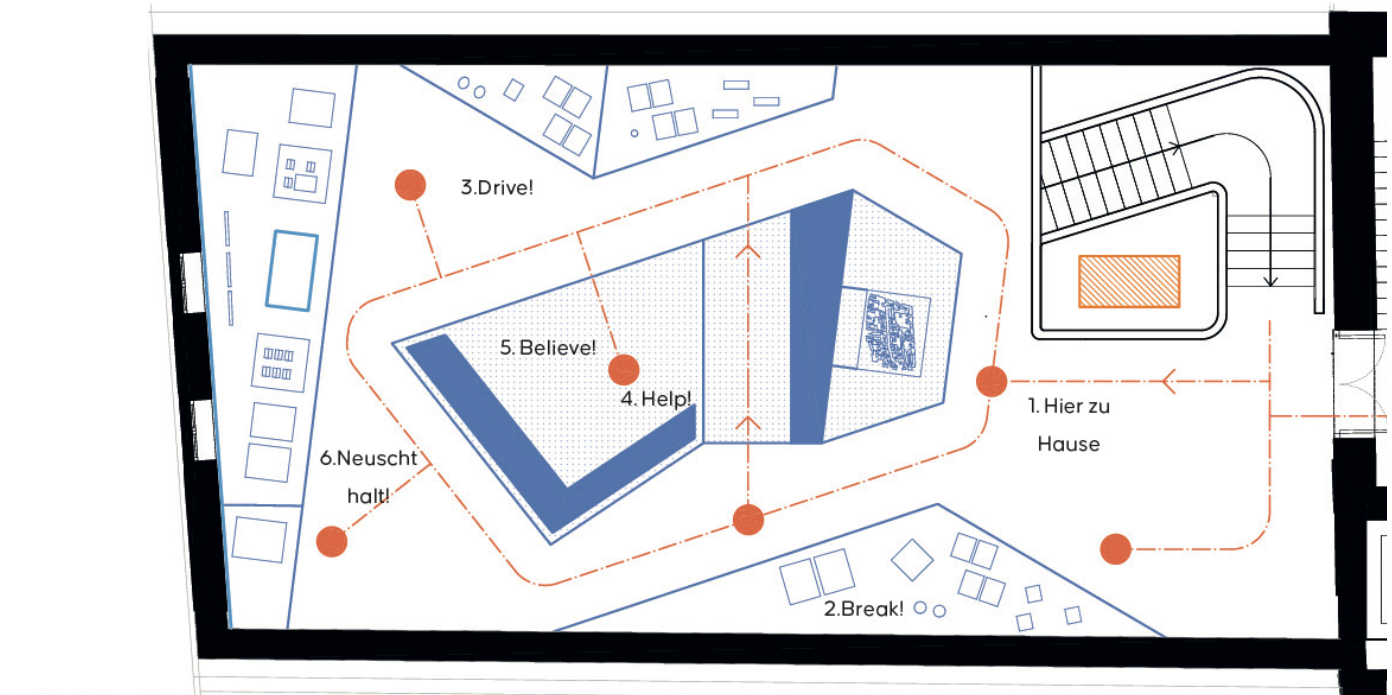 3.Drive!
5. Believe!
4. Help!
1. Hier zu
Hause
6.Neuscht
halt!
2.Break!